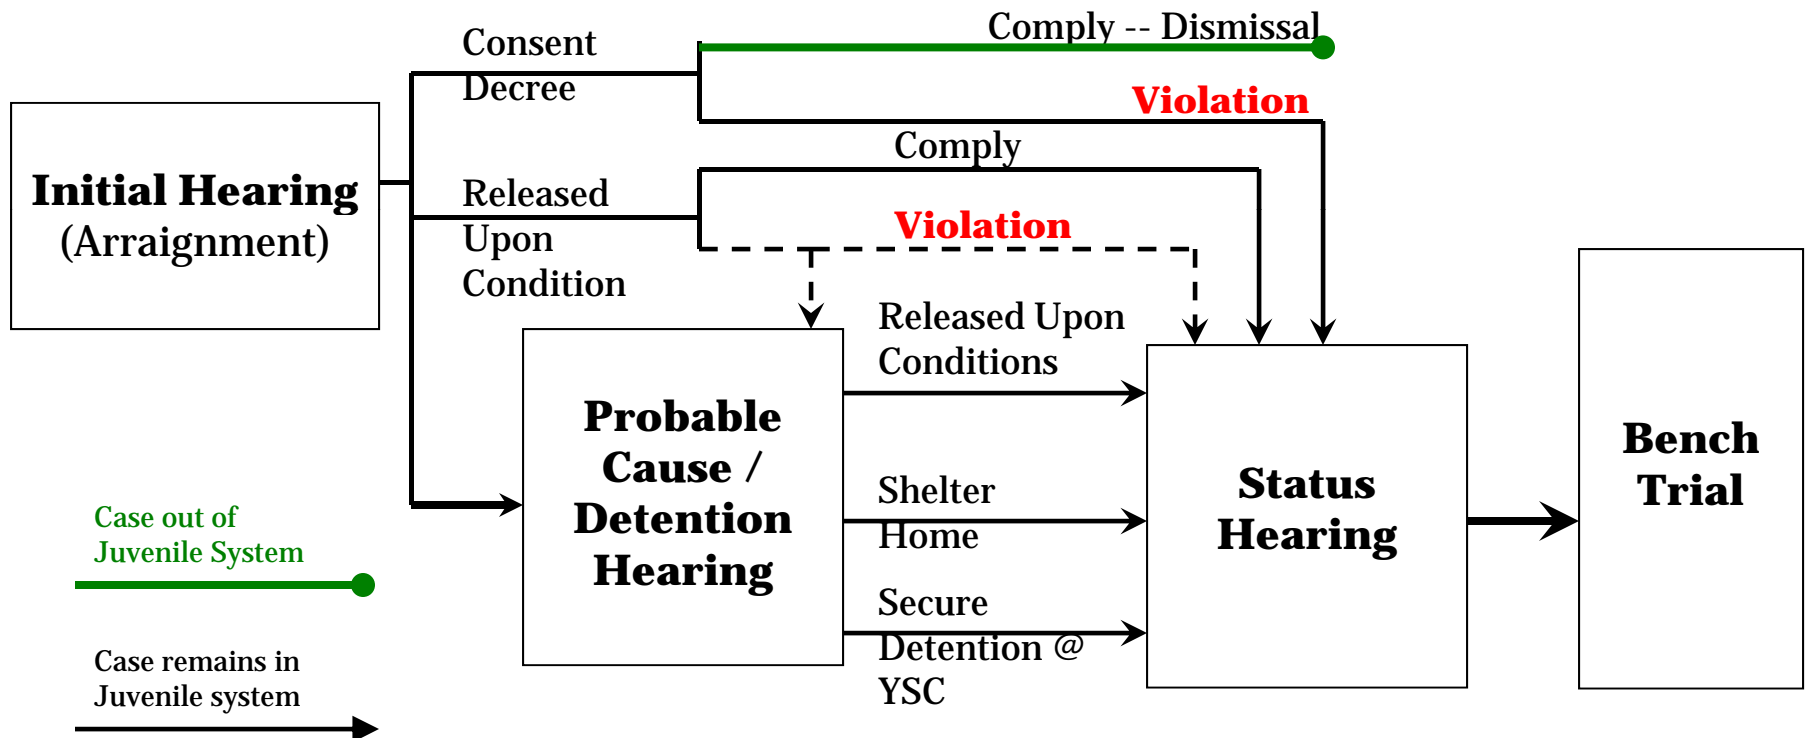 Consent
Decree
Comply -- Dismissal
Violation
Initial Hearing
(Arraignment)
Released
Upon
Condition
Comply
Violation
Probable
Cause /
Detention
Hearing
Released Upon
Conditions
Shelter
Home
Secure
Detention @
YSC
Status
Hearing
Bench
Trial
Case out of
Juvenile System
Case remains in
Juvenile system